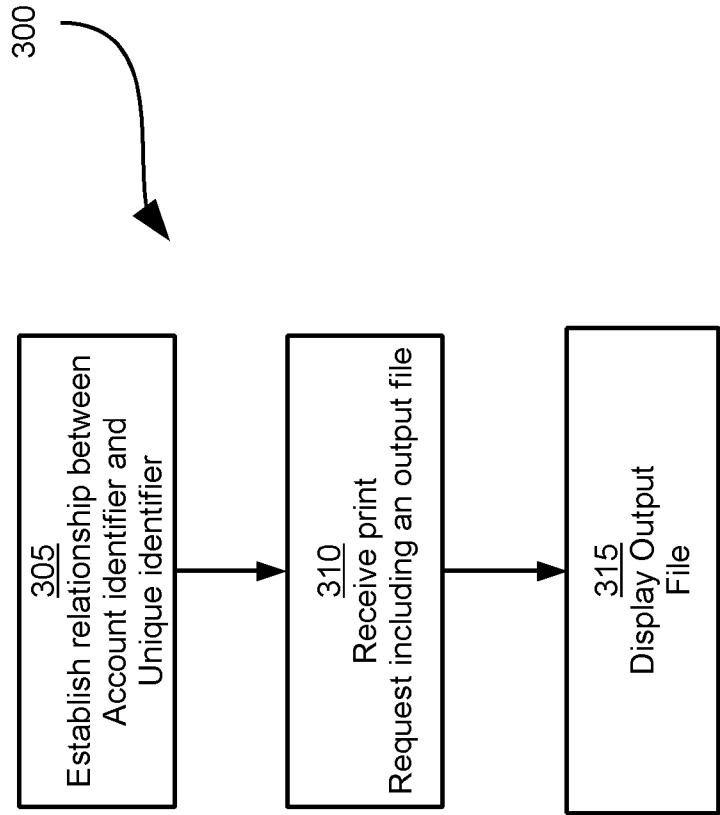 300
305
Establish relationship between
Account identifier and
Unique identifier
310
Receive print
Request including an output file
315
Display Output
File